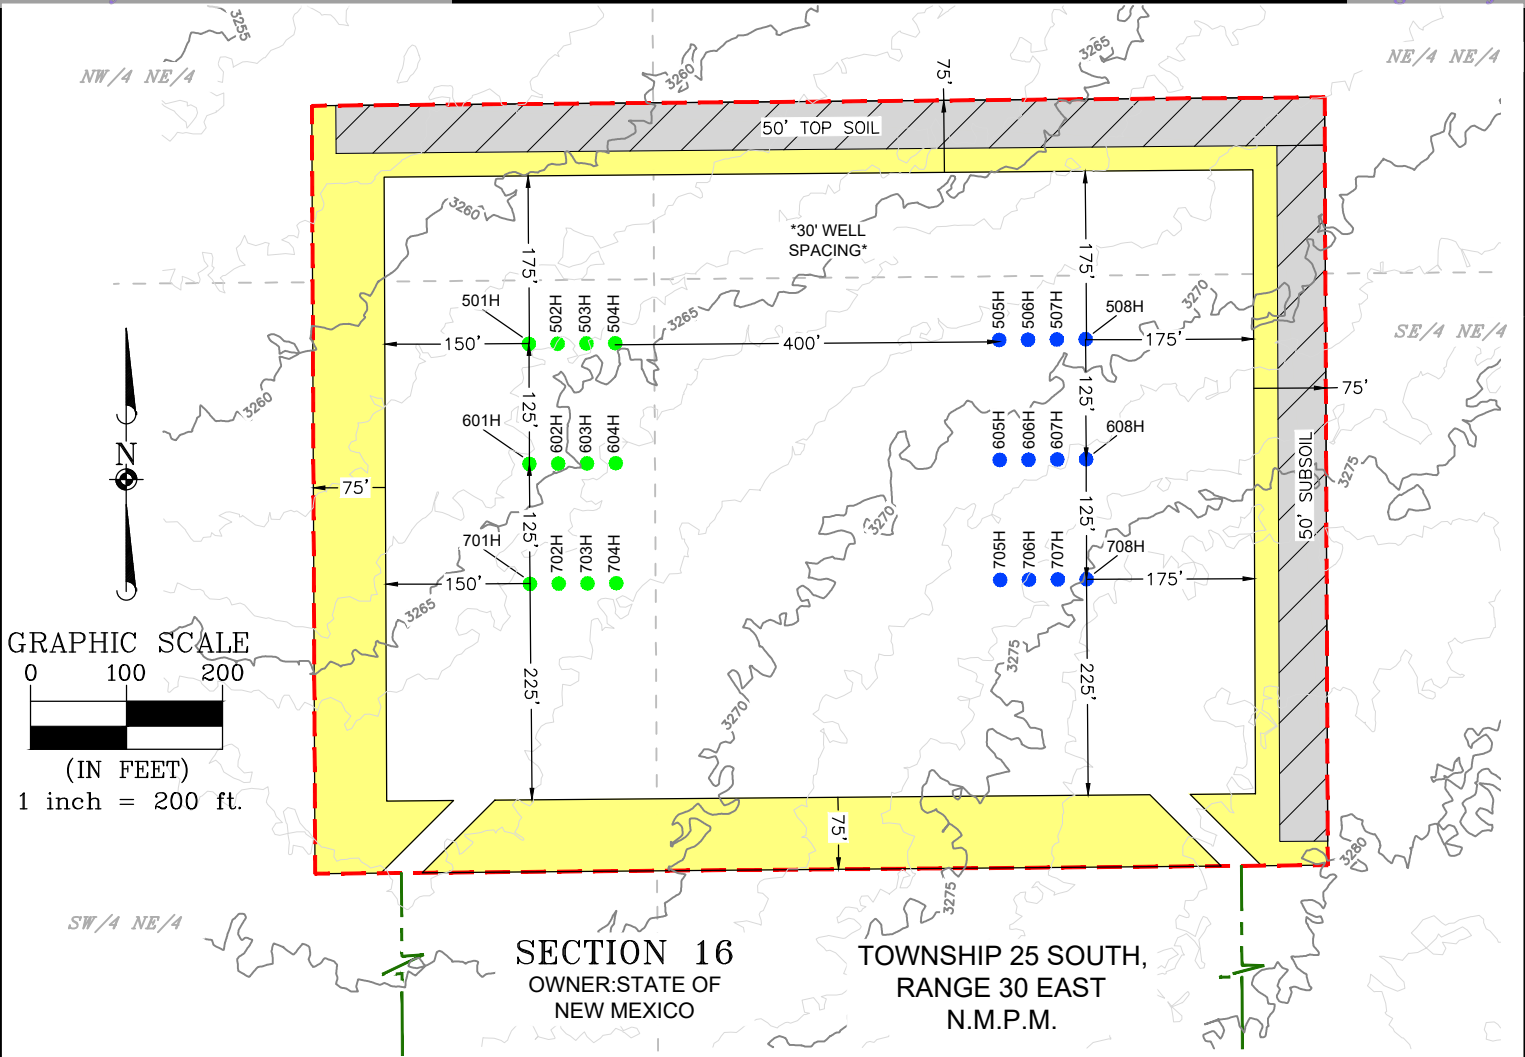 3255
3265
NW/4 NE/4
3260
75'
NE/4 NE/4
50' TOP SOIL
3260
*30' WELL
SPACING*
175'
175'
501H
502H
503H
504H
3265
505H
506H
507H
508H
3270
150'
400'
175'
SE/4 NE/4
3260
125'
125'
75'
601H
602H
603H
604H
605H
606H
607H
608H
N
75'
50' SUBSOIL
3275
3270
125'
125'
701H
702H
703H
704H
705H
706H
707H
708H
150'
175'
3265
GRAPHIC SCALE
0 100 200
(IN FEET)
1 inch = 200 ft.
3275
225'
225'
3270
75'
3280
3275
SW/4 NE/4
SECTION 16
OWNER:STATE OF
NEW MEXICO
TOWNSHIP 25 SOUTH,
RANGE 30 EAST
N.M.P.M.